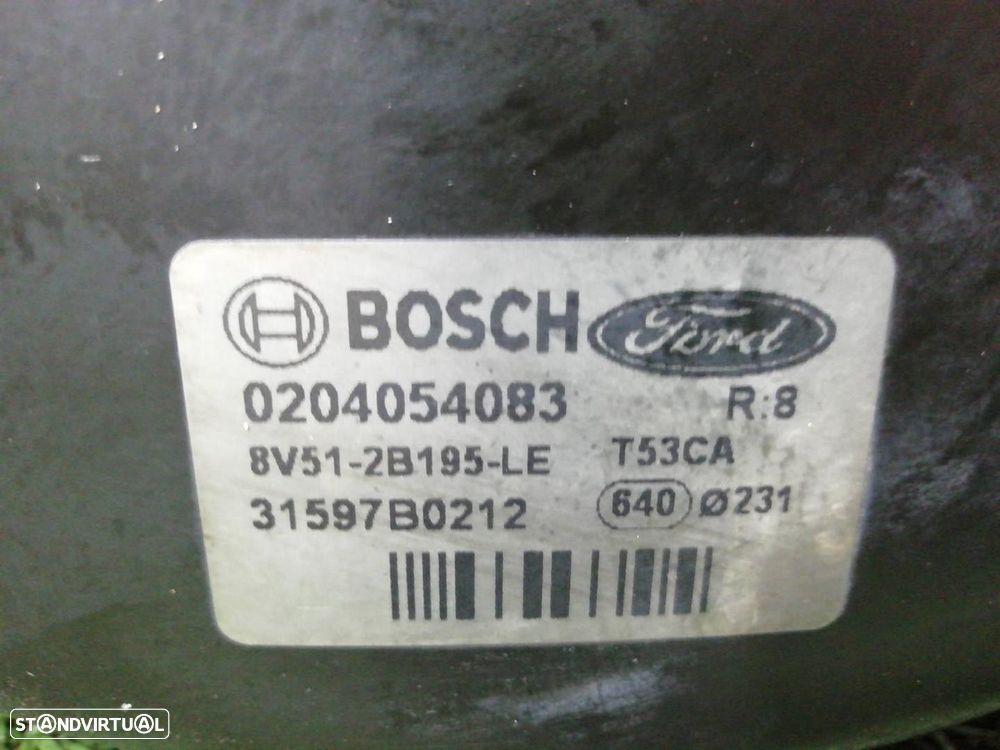 BOSCH Ford
0204054083 R:8
8V51-2B195-LE T53CA
31597B0212 640 Ø231
STANDVIRTUAL